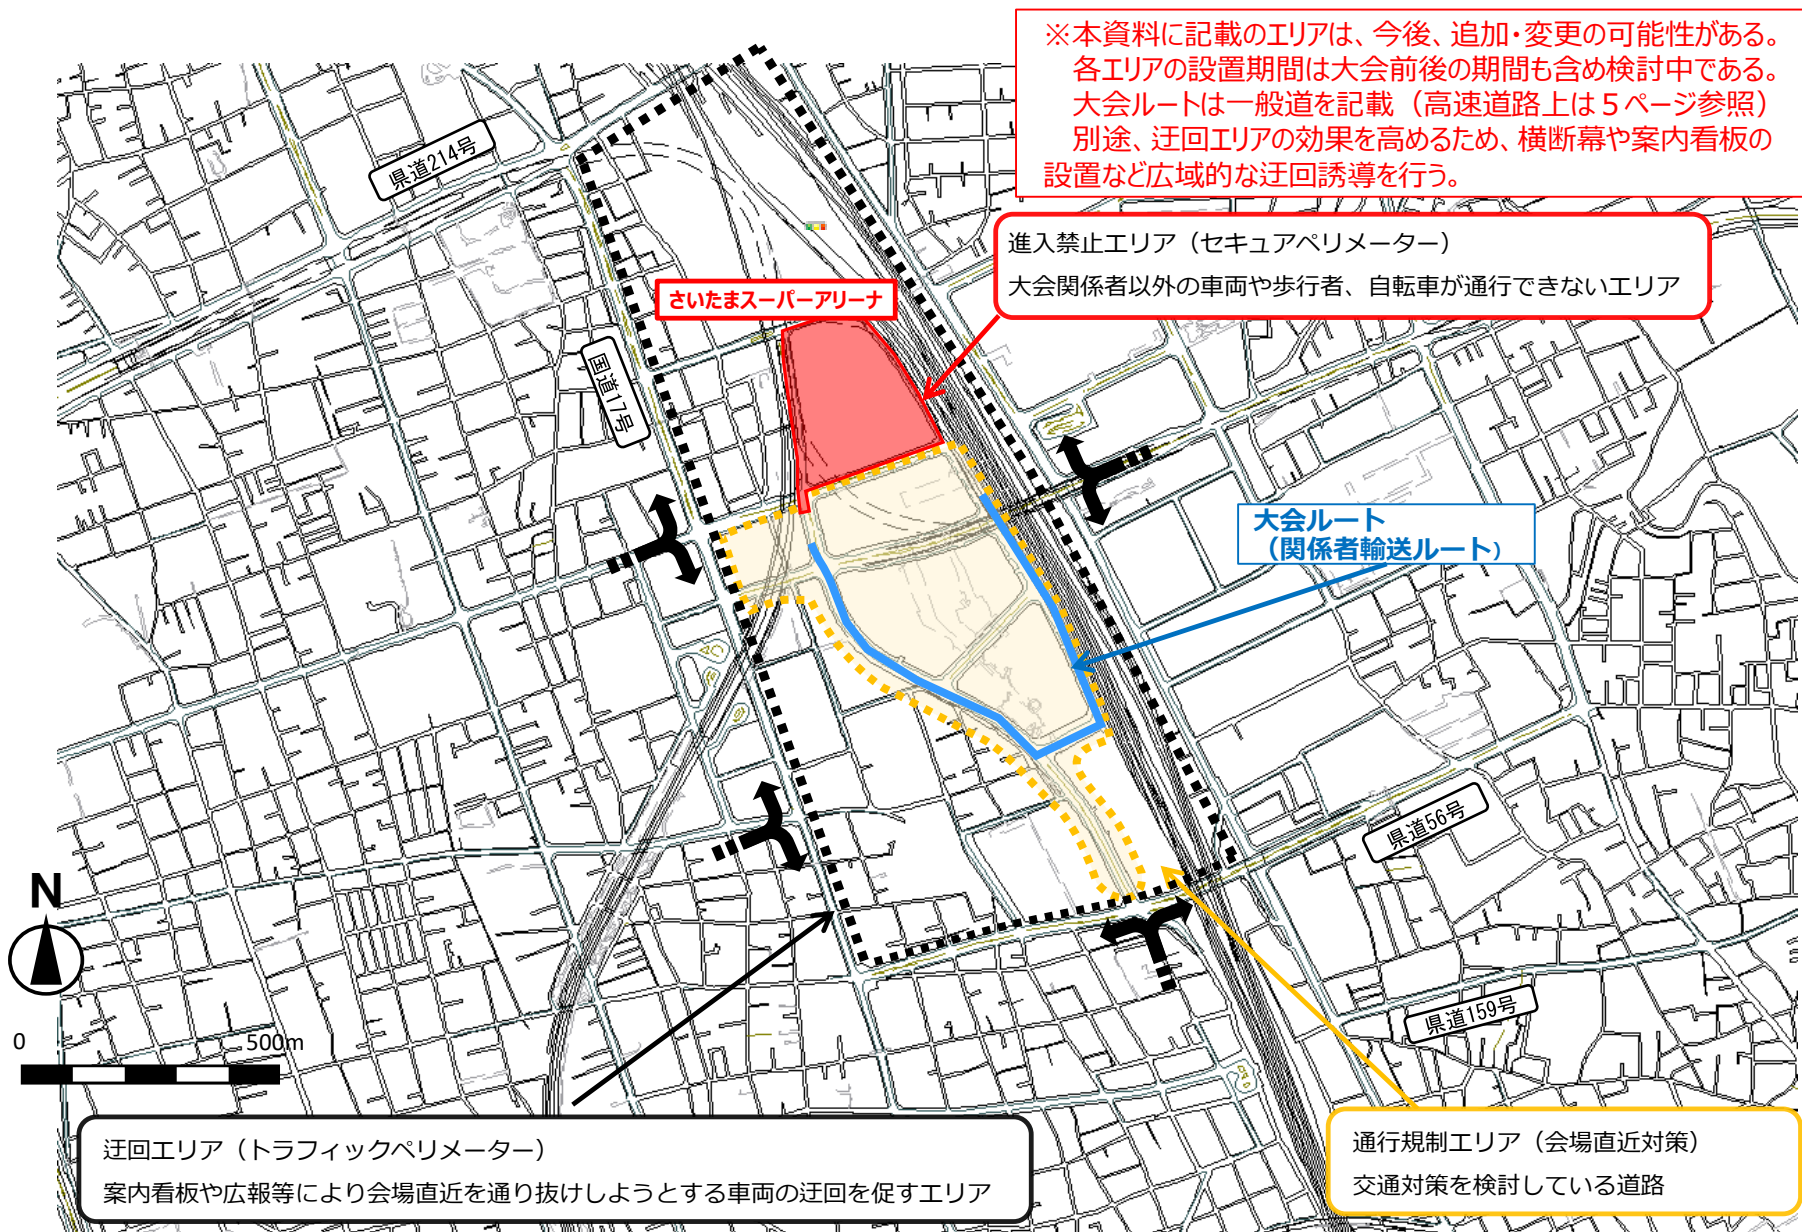 ※本資料に記載のエリアは、今後、追加・変更の可能性がある。
各エリアの設置期間は大会前後の期間も含め検討中である。
大会ルートは一般道を記載（高速道路上は５ページ参照）
別途、迂回エリアの効果を高めるため、横断幕や案内看板の
設置など広域的な迂回誘導を行う。
県道214号
進入禁止エリア（セキュアペリメーター）
大会関係者以外の車両や歩行者、自転車が通行できないエリア
さいたまスーパーアリーナ
国道17号
大会ルート
（関係者輸送ルート）
県道56号
N
県道159号
0
500m
迂回エリア（トラフィックペリメーター）
案内看板や広報等により会場直近を通り抜けしようとする車両の迂回を促すエリア
通行規制エリア（会場直近対策）
交通対策を検討している道路